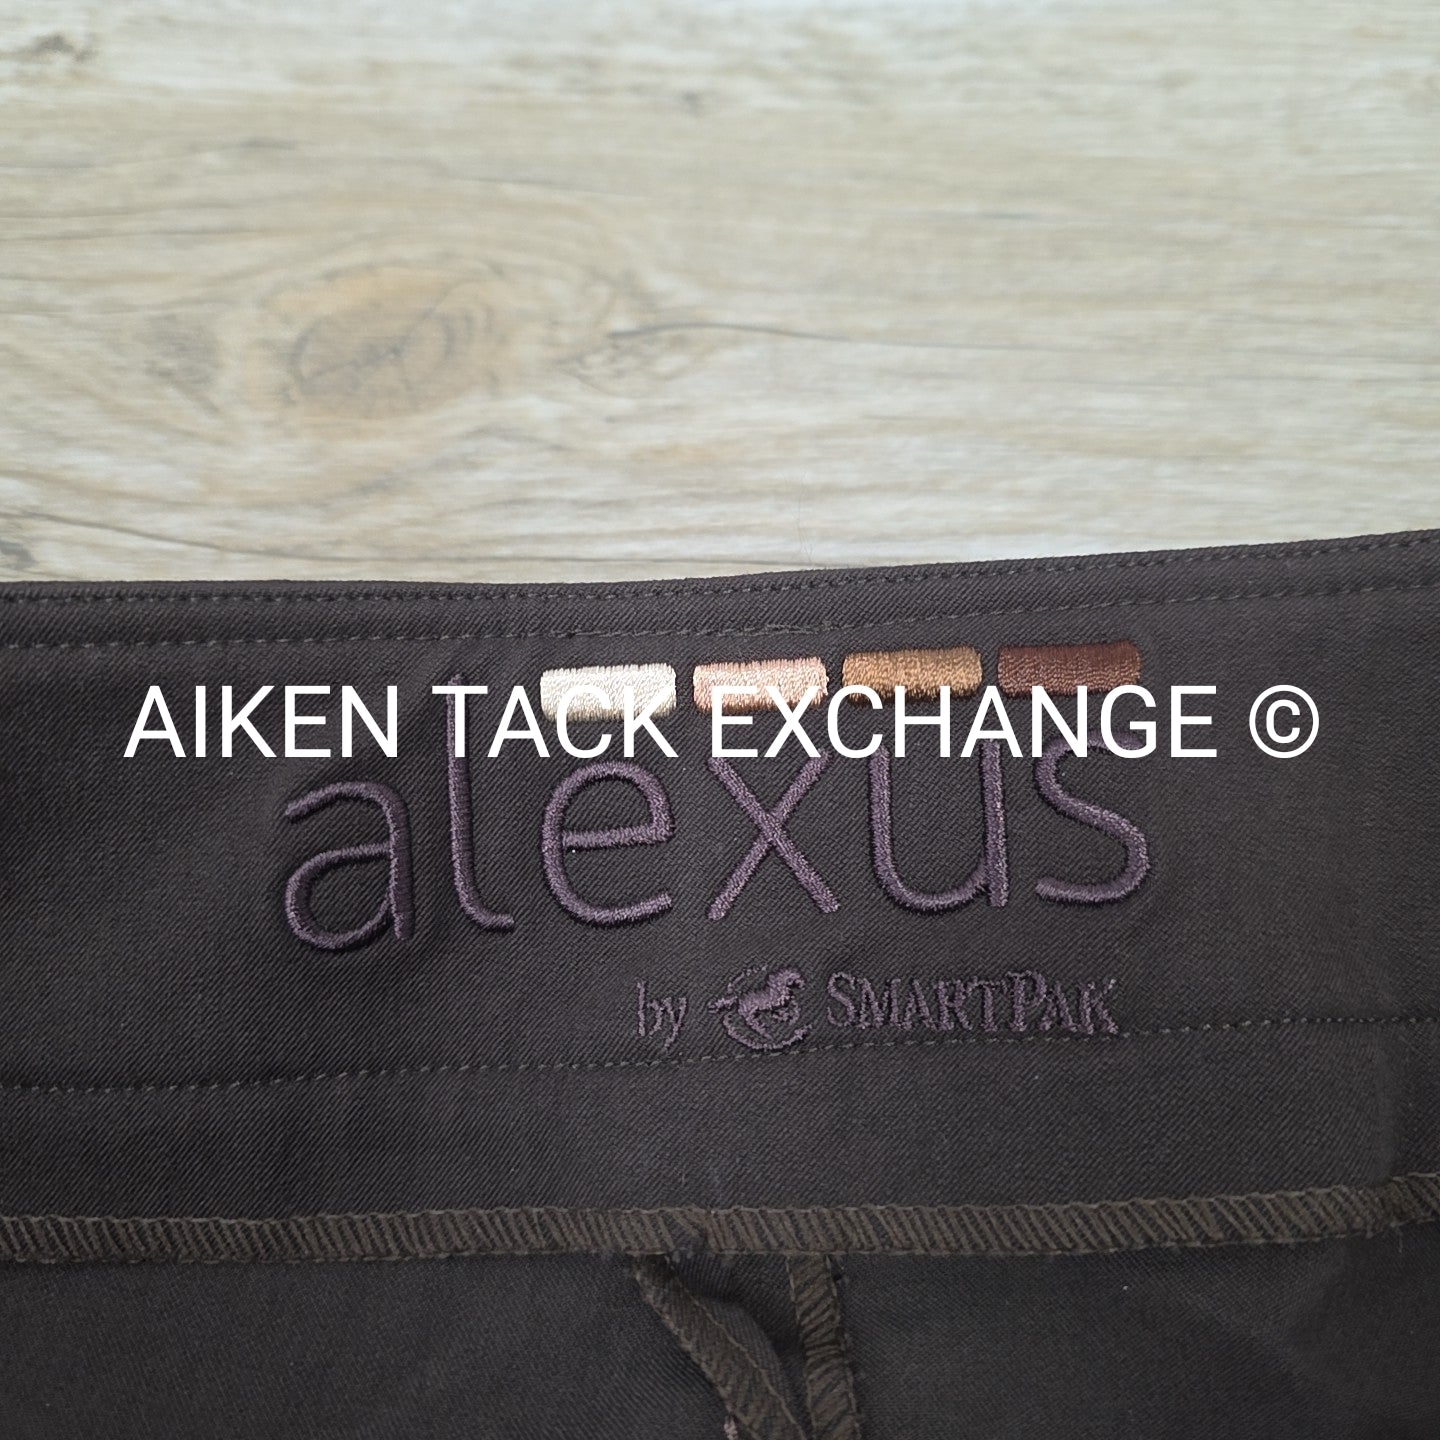 AIKEN TACK EXCHANGE ©
alexus
by SMARTPAK